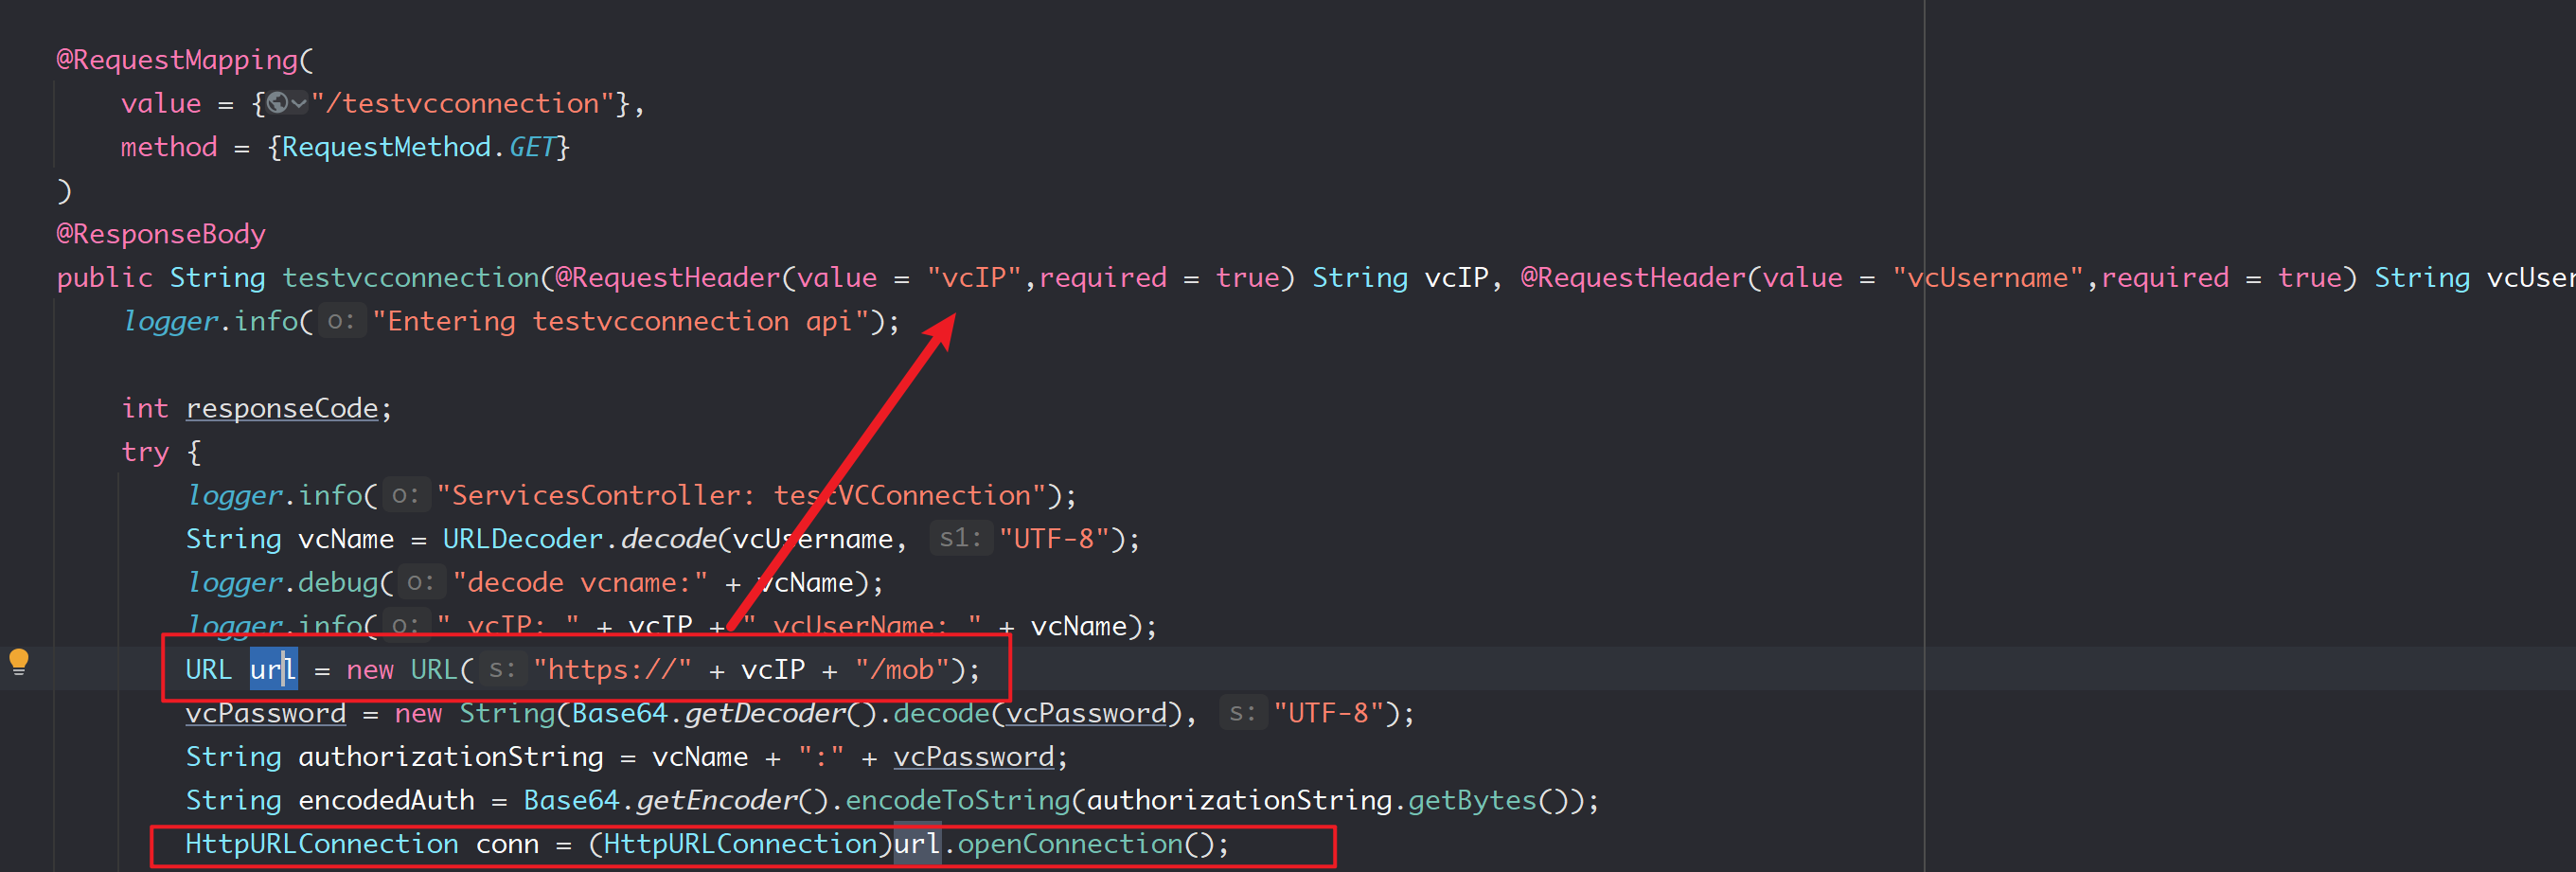 @RequestMapping(
value = {"/testvcconnection"},
method = {RequestMethod.GET}
)
@ResponseBody
public String testvcconnection(@RequestHeader(value = "vcIP",required = true) String vcIP, @RequestHeader(value = "vcUsername",required = true) String vcUser
logger.info( o: "Entering testvcconnection api");
int responseCode;
try {
logger.info( o: "ServicesController: testVCConnection");
String vcName = URLDecoder.decode(vcUsername, s1: "UTF-8");
logger.debug( o: "decode vcname:" + vcName);
logger.info( o: " vcIP: " + vcIP + " vcUserName: " + vcName);
URL url = new URL( s: "https://" + vcIP + "/mob");
vcPassword = new String(Base64.getDecoder().decode(vcPassword), s: "UTF-8");
String authorizationString = vcName + ":" + vcPassword;
String encodedAuth = Base64.getEncoder().encodeToString(authorizationString.getBytes());
HttpURLConnection conn = (HttpURLConnection)url.openConnection();